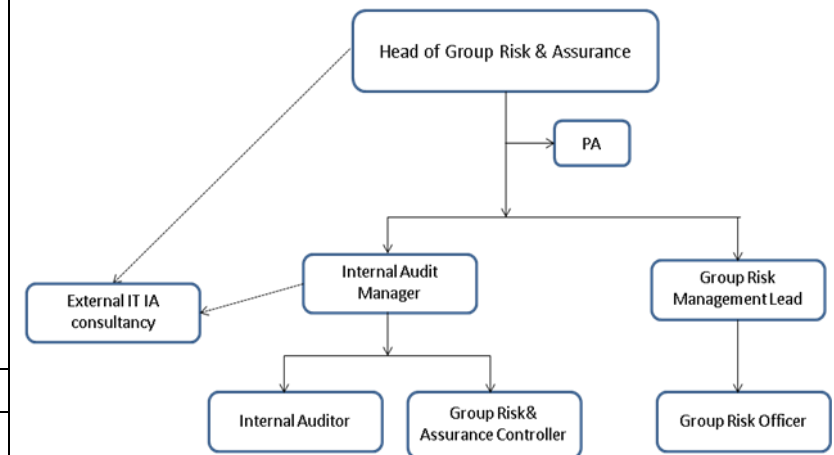 Head of Group Risk & Assurance
PA
Internal Audit
Manager
Group Risk
Management Lead
External IT IA
consultancy
Internal Auditor
Group Risk&
Assurance Controller
Group Risk Officer